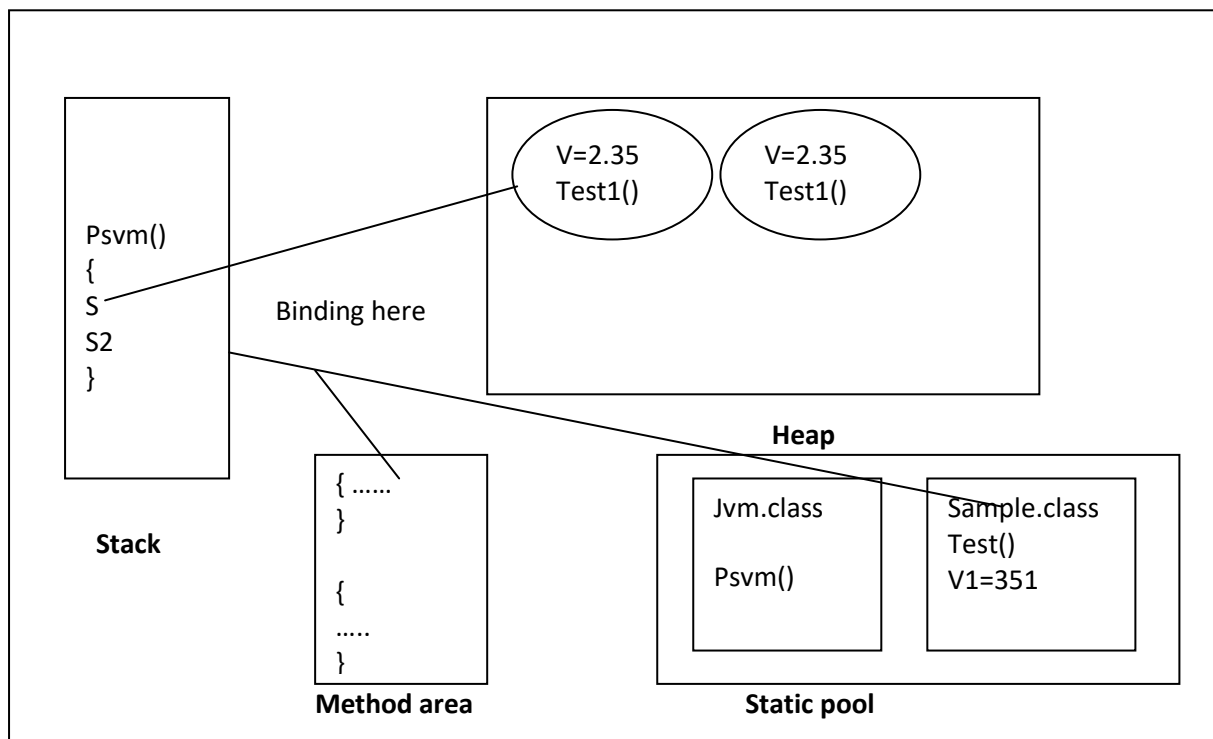 Psvm()
{
S
S2
}
Stack
V=2.35
Test1()
V=2.35
Test1()
Binding here
Heap
{ ……
}
{
…..
}
Method area
Jvm.class
Psvm()
Sample.class
Test()
V1=351
Static pool